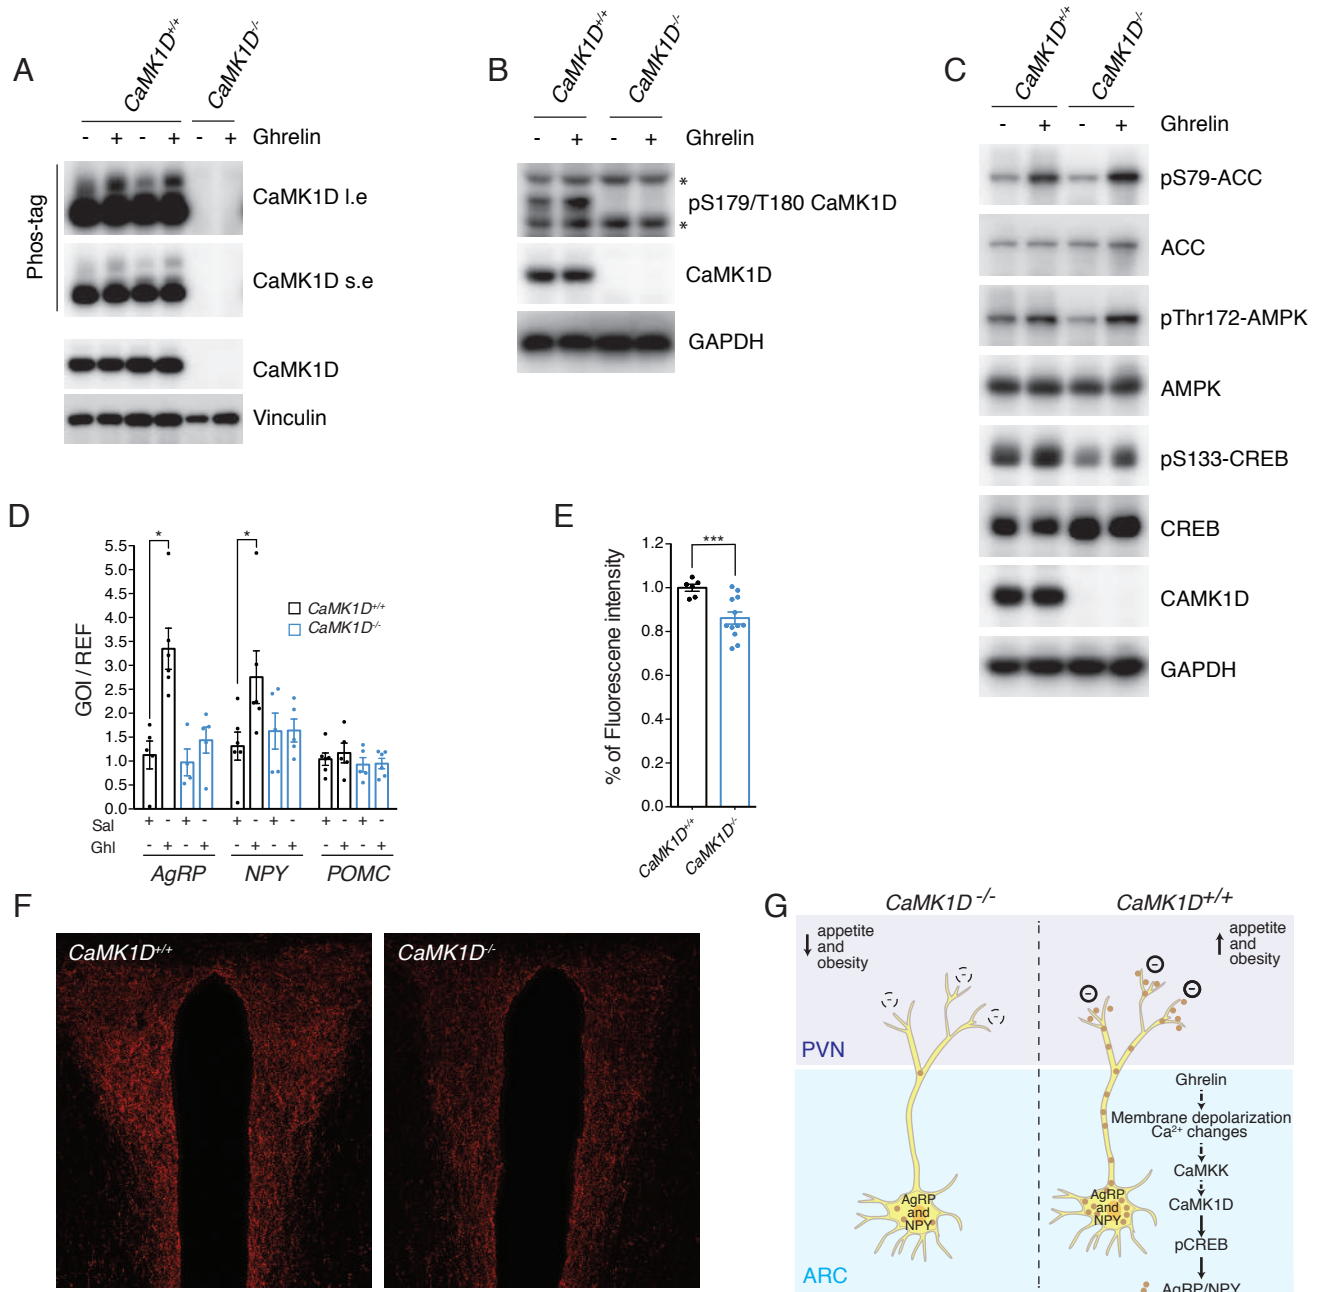 A
CaMK1D+/+
CaMK1D-/-
- + - + - + Ghrelin
Phos-tag
CaMK1D l.e
CaMK1D s.e
CaMK1D
Vinculin
B
CaMK1D+/+
CaMK1D-/-
- + - + Ghrelin
*
pS179/T180 CaMK1D
*
CaMK1D
GAPDH
C
CaMK1D+/+
CaMK1D-/-
- + - + Ghrelin
pS79-ACC
ACC
pThr172-AMPK
AMPK
pS133-CREB
CREB
CAMK1D
GAPDH
D
GOI / REF
5.5
5.0
4.5
4.0
3.5
3.0
2.5
2.0
1.5
1.0
0.5
0.0
* *
CaMK1D+/+
CaMK1D-/-
Sal + - + - + - + - + - + -
Ghl - + - + - + - + - + - +
AgRP NPY POMC
E
% of Fluorescene intensity
1.2
1.0
0.8
0.6
0.4
0.2
0.0
***
CaMK1D+/+
CaMK1D-/-
F
CaMK1D+/+
CaMK1D-/-
G
CaMK1D -/-
CaMK1D+/+
appetite
and
obesity
appetite
and
obesity
- - -
- - -
PVN
Ghrelin
Membrane depolarization
Ca2+ changes
CaMKK
CaMK1D
pCREB
AgRP/NPY
AgRP
and
NPY
AgRP
and
NPY
ARC